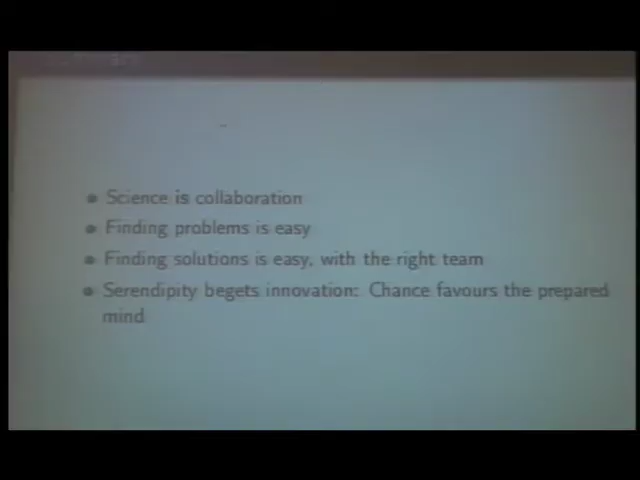 Science is collaboration
Finding problems is easy
Finding solutions is easy, with the right team
Serendipity begets innovation: Chance favours the prepared
mind